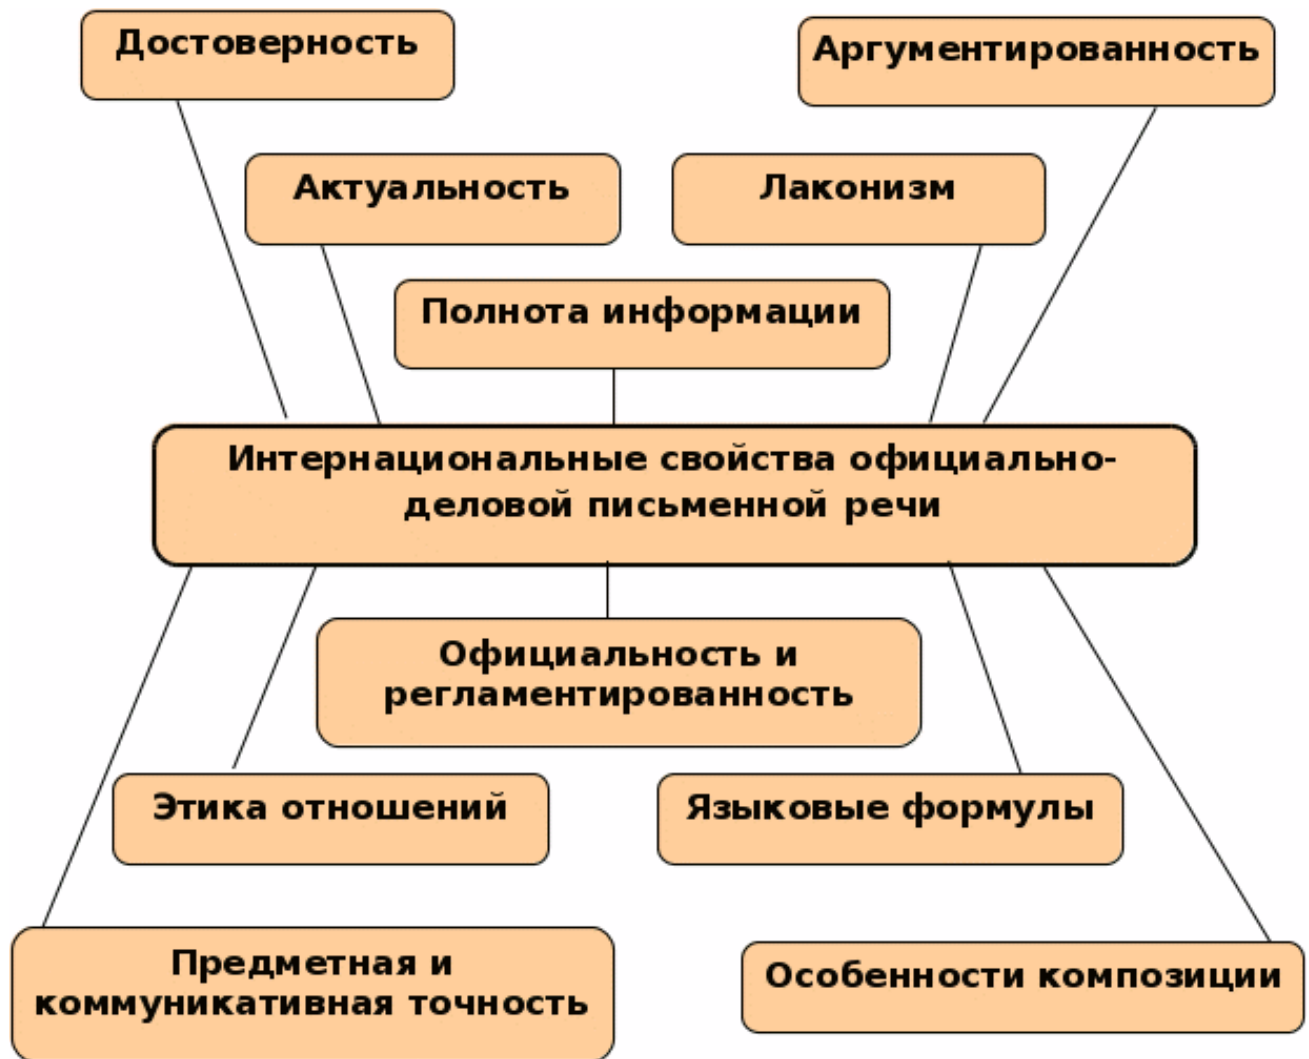 Достоверность
Аргументированность
Актуальность
Лаконизм
Полнота информации
Интернациональные свойства официально-
деловой письменной речи
Официальность и
регламентированность
Этика отношений
Языковые формулы
Предметная и
коммуникативная точность
Особенности композиции